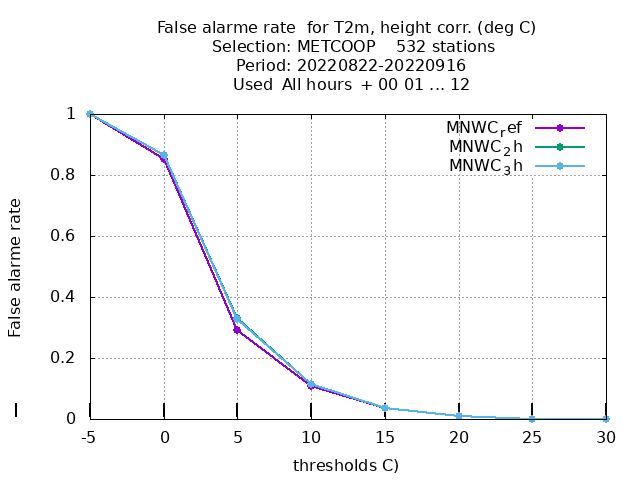 False alarme rate  for T2m, height corr. (deg C)
Selection: METCOOP    532 stations
Period: 20220822-20220916
Used  All hours  + 00 01 ... 12
MNWC_ref
MNWC_2h
MNWC_3h
1
0.8
0.6
0.4
0.2
0
False alarme rate
-5 0 5 10 15 20 25 30
thresholds C)